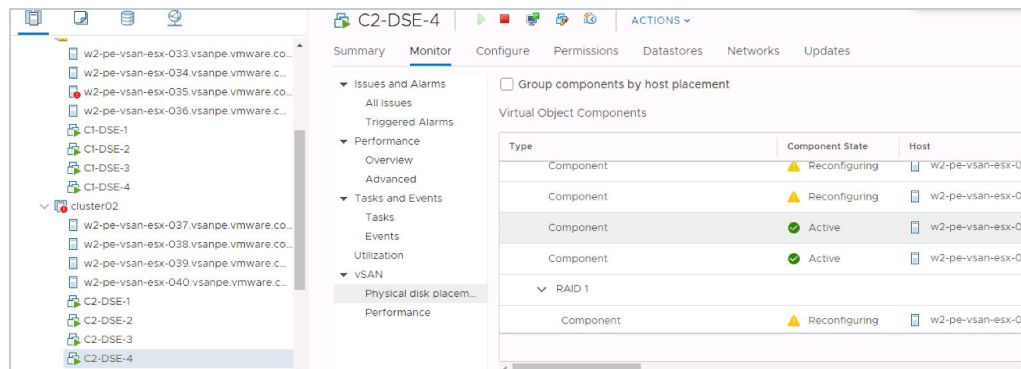 w2-pe-vsan-esx-033.vsanpe.vmware.co...
w2-pe-vsan-esx-034.vsanpe.vmware.c...
w2-pe-vsan-esx-035.vsanpe.vmware.co...
w2-pe-vsan-esx-036.vsanpe.vmware.c...
C1-DSE-1
C1-DSE-2
C1-DSE-3
C1-DSE-4
cluster02
w2-pe-vsan-esx-037.vsanpe.vmware.co...
w2-pe-vsan-esx-038.vsanpe.vmware.co...
w2-pe-vsan-esx-039.vsanpe.vmware.c...
w2-pe-vsan-esx-040.vsanpe.vmware.c...
C2-DSE-1
C2-DSE-2
C2-DSE-3
C2-DSE-4
C2-DSE-4 ACTIONS
Summary Monitor Configure Permissions Datastores Networks Updates
Issues and Alarms
All Issues
Triggered Alarms
Performance
Overview
Advanced
Tasks and Events
Tasks
Events
Utilization
vSAN
Physical disk placem...
Performance
Group components by host placement
Virtual Object Components
Type Component State Host
Component Reconfiguring w2-pe-vsan-esx-0
Component Reconfiguring w2-pe-vsan-esx-0
Component Active w2-pe-vsan-esx-0
Component Active w2-pe-vsan-esx-0
RAID 1
Component Reconfiguring w2-pe-vsan-esx-0